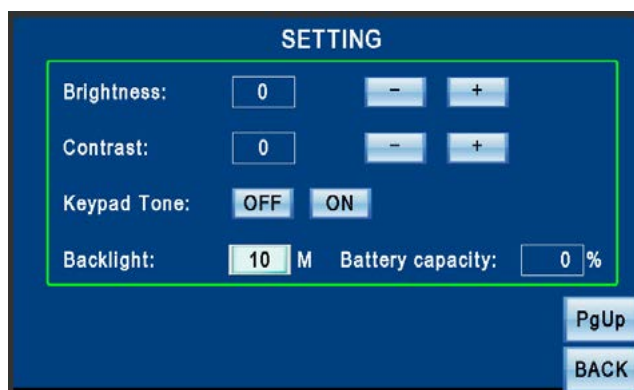 SETTING
Brightness: 0 - +
Contrast: 0 - +
Keypad Tone: OFF ON
Backlight: 10 M Battery capacity: 0 %
PgUp
BACK